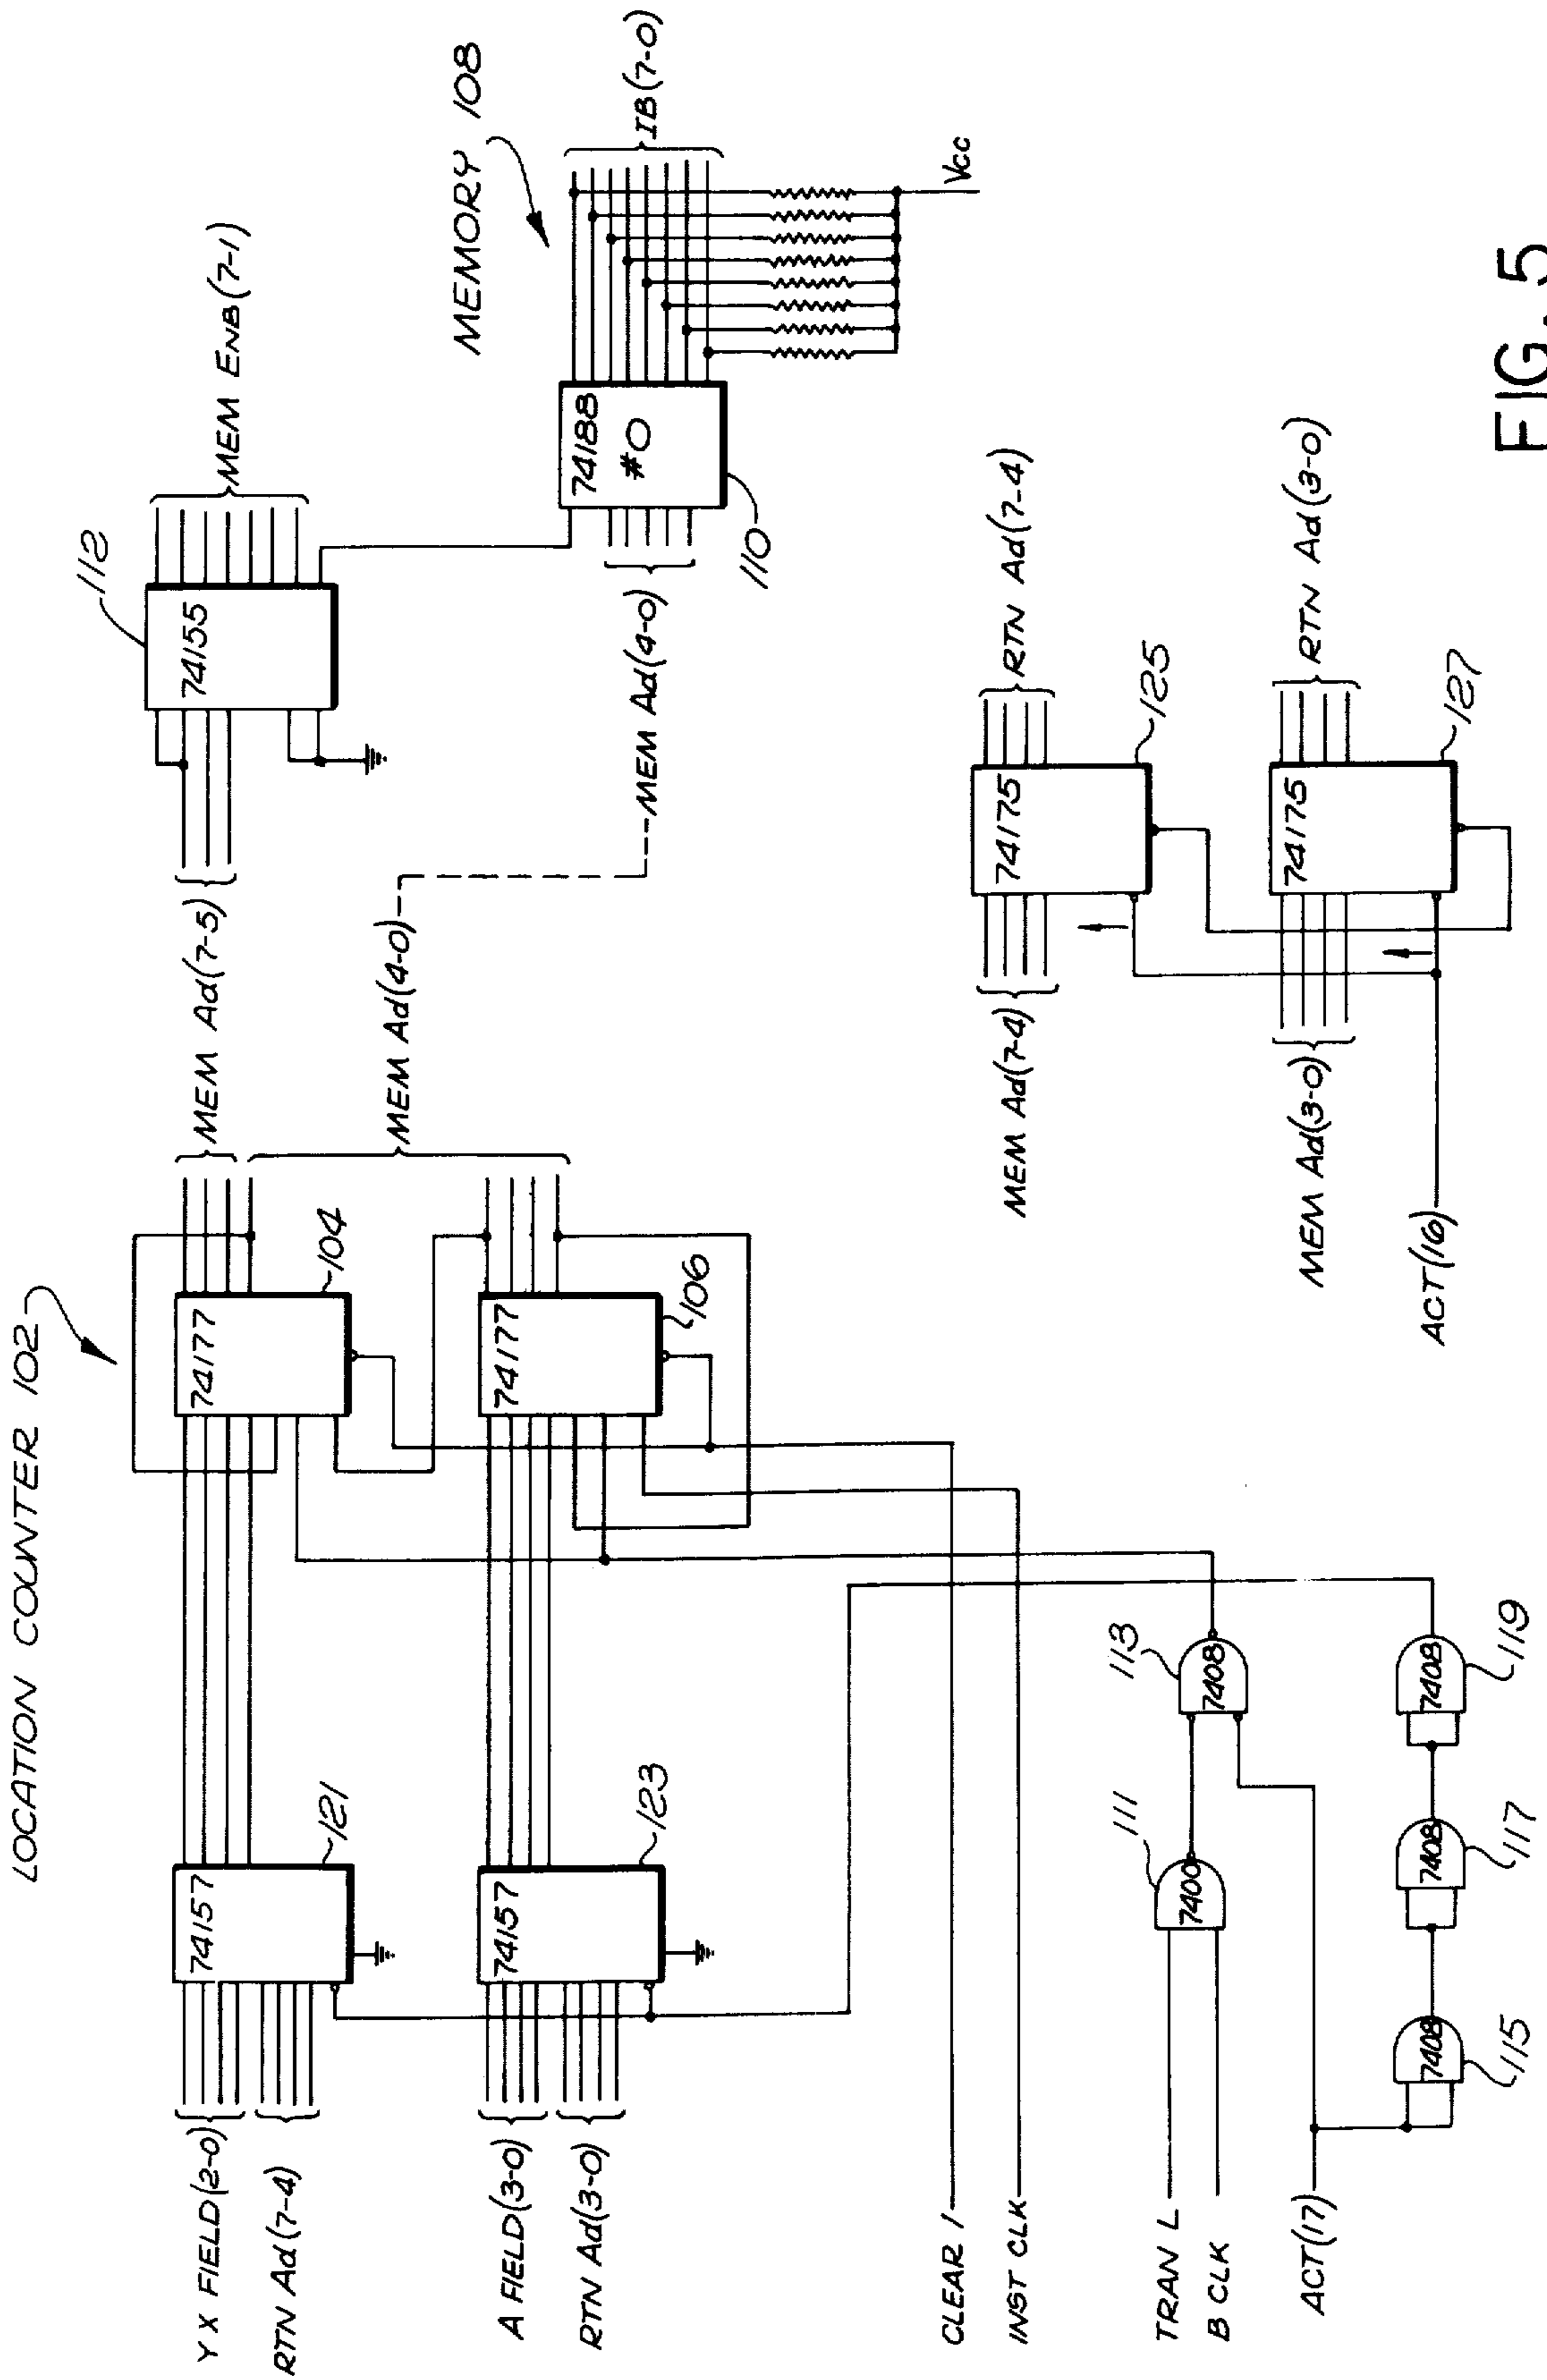 LOCATION COUNTER 102
Y X FIELD(2-0)
RTN Ad(7-4)
74157
121
74177
104
MEM Ad(7-5)
MEM Ad(7-5)
74155
112
MEM ENB(7-1)
A FIELD(3-0)
RTN Ad(3-0)
74157
123
74177
106
MEM Ad(4-0)
MEM Ad(4-0)
74188
#0
110
MEMORY 108
IB(7-0)
Vcc
CLEAR 1
INST CLK
TRAN L
B CLK
7400
111
7408
113
ACT(17)
7408
115
7408
117
7408
119
MEM Ad(7-4)
74175
125
RTN Ad(7-4)
MEM Ad(3-0)
74175
127
RTN Ad(3-0)
ACT(16)
FIG. 5